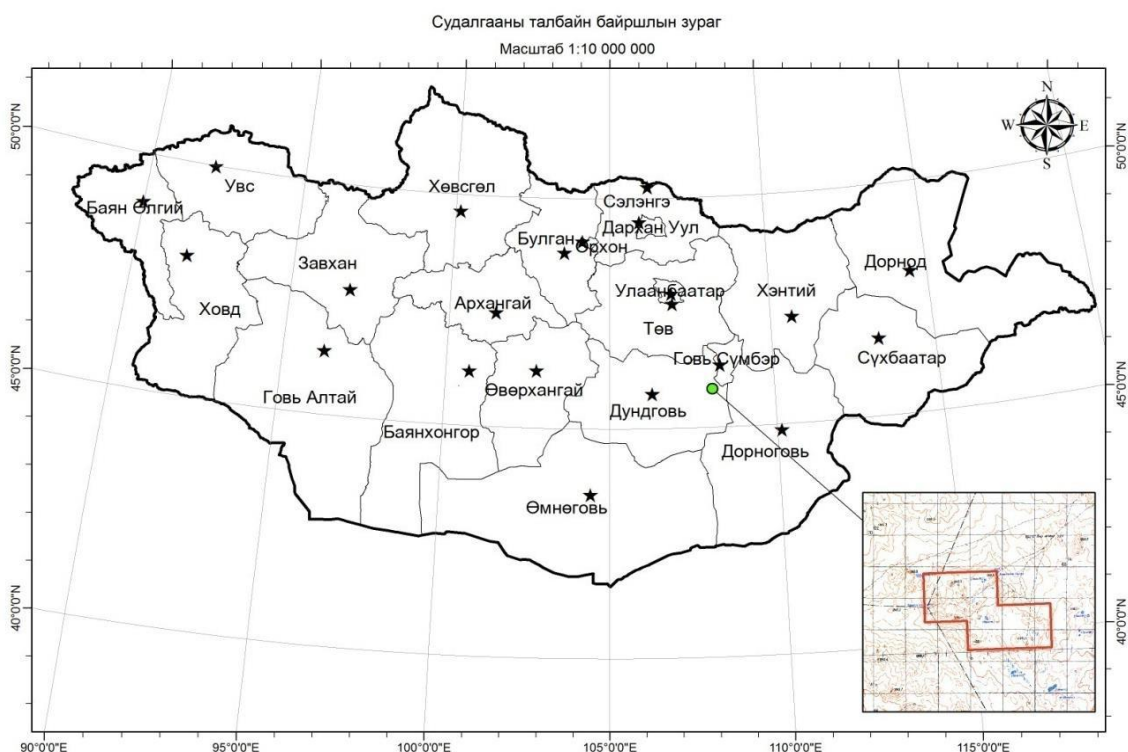 Судалгааны талбайн байршлын зураг
Масштаб 1:10 000 000
N
W E
S
50°0'0"N
50°0'0"N
45°0'0"N
45°0'0"N
40°0'0"N
40°0'0"N
Увс
Баян Өлгий
Хөвсгөл
Сэлэнгэ
Дархан Уул
Булган
Орхон
Завхан
Ховд
Архангай
Улаанбаатар
Хэнтий
Дорнод
Төв
Говь Сүмбэр
Сүхбаатар
Говь Алтай
Өвөрхангай
Дундговь
Баянхонгор
Дорноговь
Өмнөговь
90°0'0"E 95°0'0"E 100°0'0"E 105°0'0"E 110°0'0"E 115°0'0"E